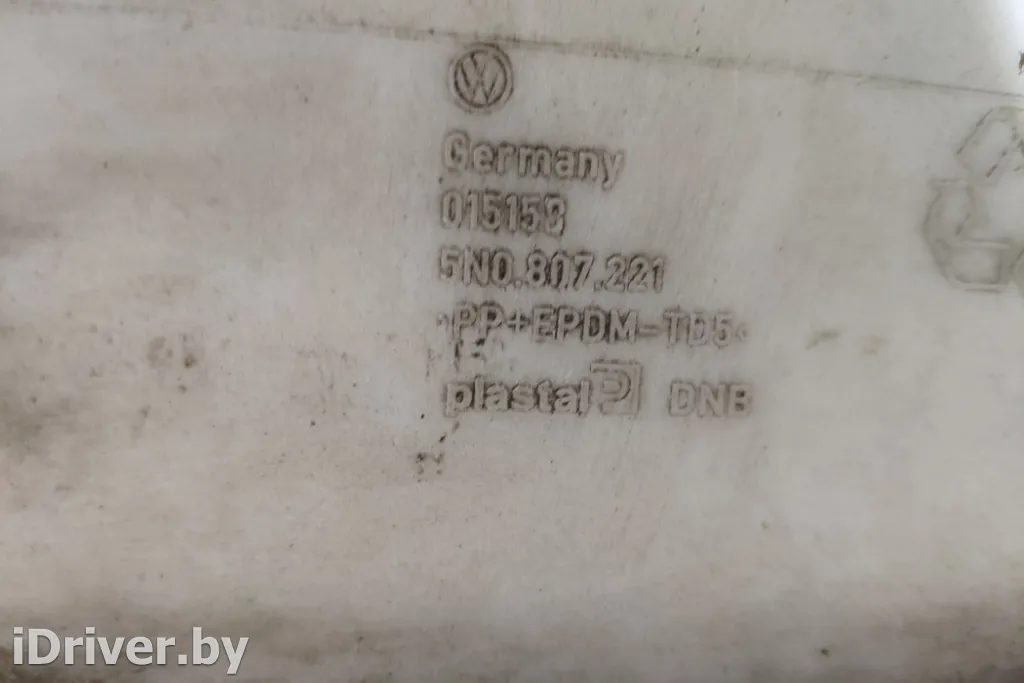 Germany
015153
5N0.807.221
PP+EPDM-TD5
plastal DNB
iDriver.by